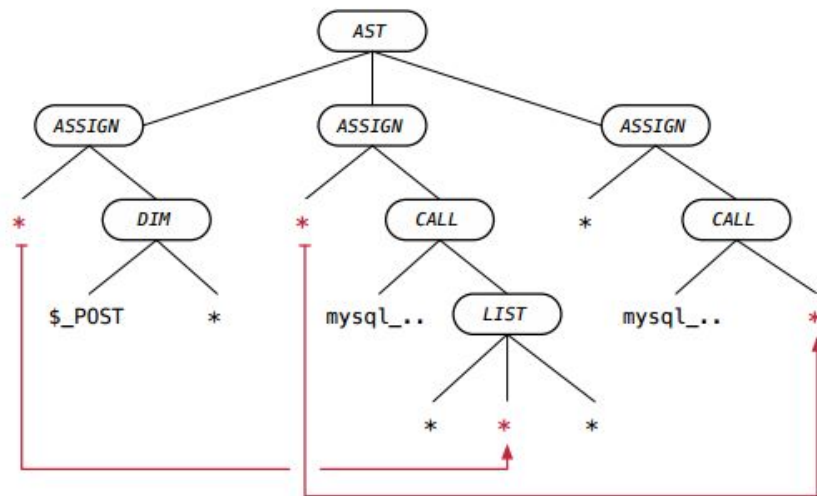 AST
ASSIGN ASSIGN ASSIGN
* DIM * CALL * CALL
$_POST * mysql_.. LIST mysql_.. *
* * *